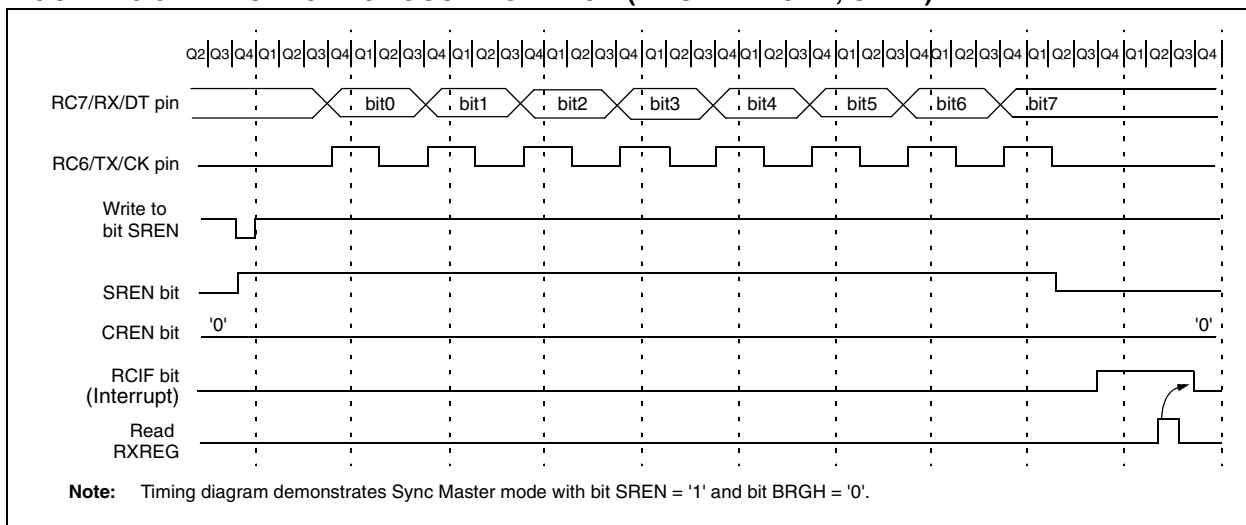 Q2 Q3 Q4 Q1 Q2 Q3 Q4 Q1 Q2 Q3 Q4 Q1 Q2 Q3 Q4 Q1 Q2 Q3 Q4 Q1 Q2 Q3 Q4 Q1 Q2 Q3 Q4 Q1 Q2 Q3 Q4 Q1 Q2 Q3 Q4 Q1 Q2 Q3 Q4
RC7/RX/DT pin bit0 bit1 bit2 bit3 bit4 bit5 bit6 bit7
RC6/TX/CK pin
Write to
bit SREN
SREN bit
CREN bit '0' '0'
RCIF bit
(Interrupt)
Read
RXREG
Note: Timing diagram demonstrates Sync Master mode with bit SREN = '1' and bit BRGH = '0'.